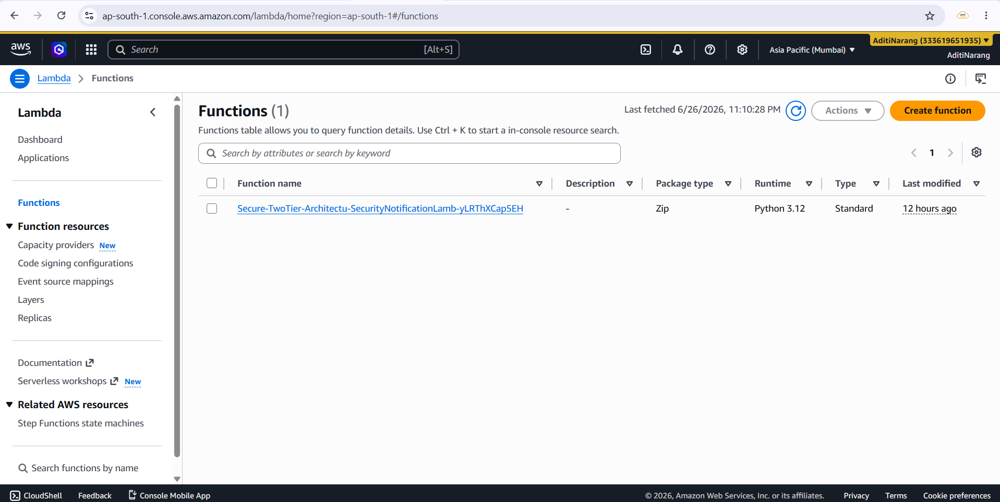 ap-south-1.console.aws.amazon.com/lambda/home?region=ap-south-1#/functions
aws
aws
Search [Alt+S]
Asia Pacific (Mumbai)
AditiNarang (333619651935)
AditiNarang
Lambda Functions
Lambda
Dashboard
Applications
Functions
Function resources
Capacity providers New
Code signing configurations
Event source mappings
Layers
Replicas
Documentation
Serverless workshops New
Related AWS resources
Step Functions state machines
Search functions by name
Functions (1)
Last fetched 6/26/2026, 11:10:28 PM
Actions
Create function
Functions table allows you to query function details. Use Ctrl + K to start a in-console resource search.
Search by attributes or search by keyword
1
Function name Description Package type Runtime Type Last modified
Secure-TwoTier-Architectu-SecurityNotificationLamb-yLRThXCap5EH - Zip Python 3.12 Standard 12 hours ago
CloudShell Feedback Console Mobile App © 2026, Amazon Web Services, Inc. or its affiliates. Privacy Terms Cookie preferences